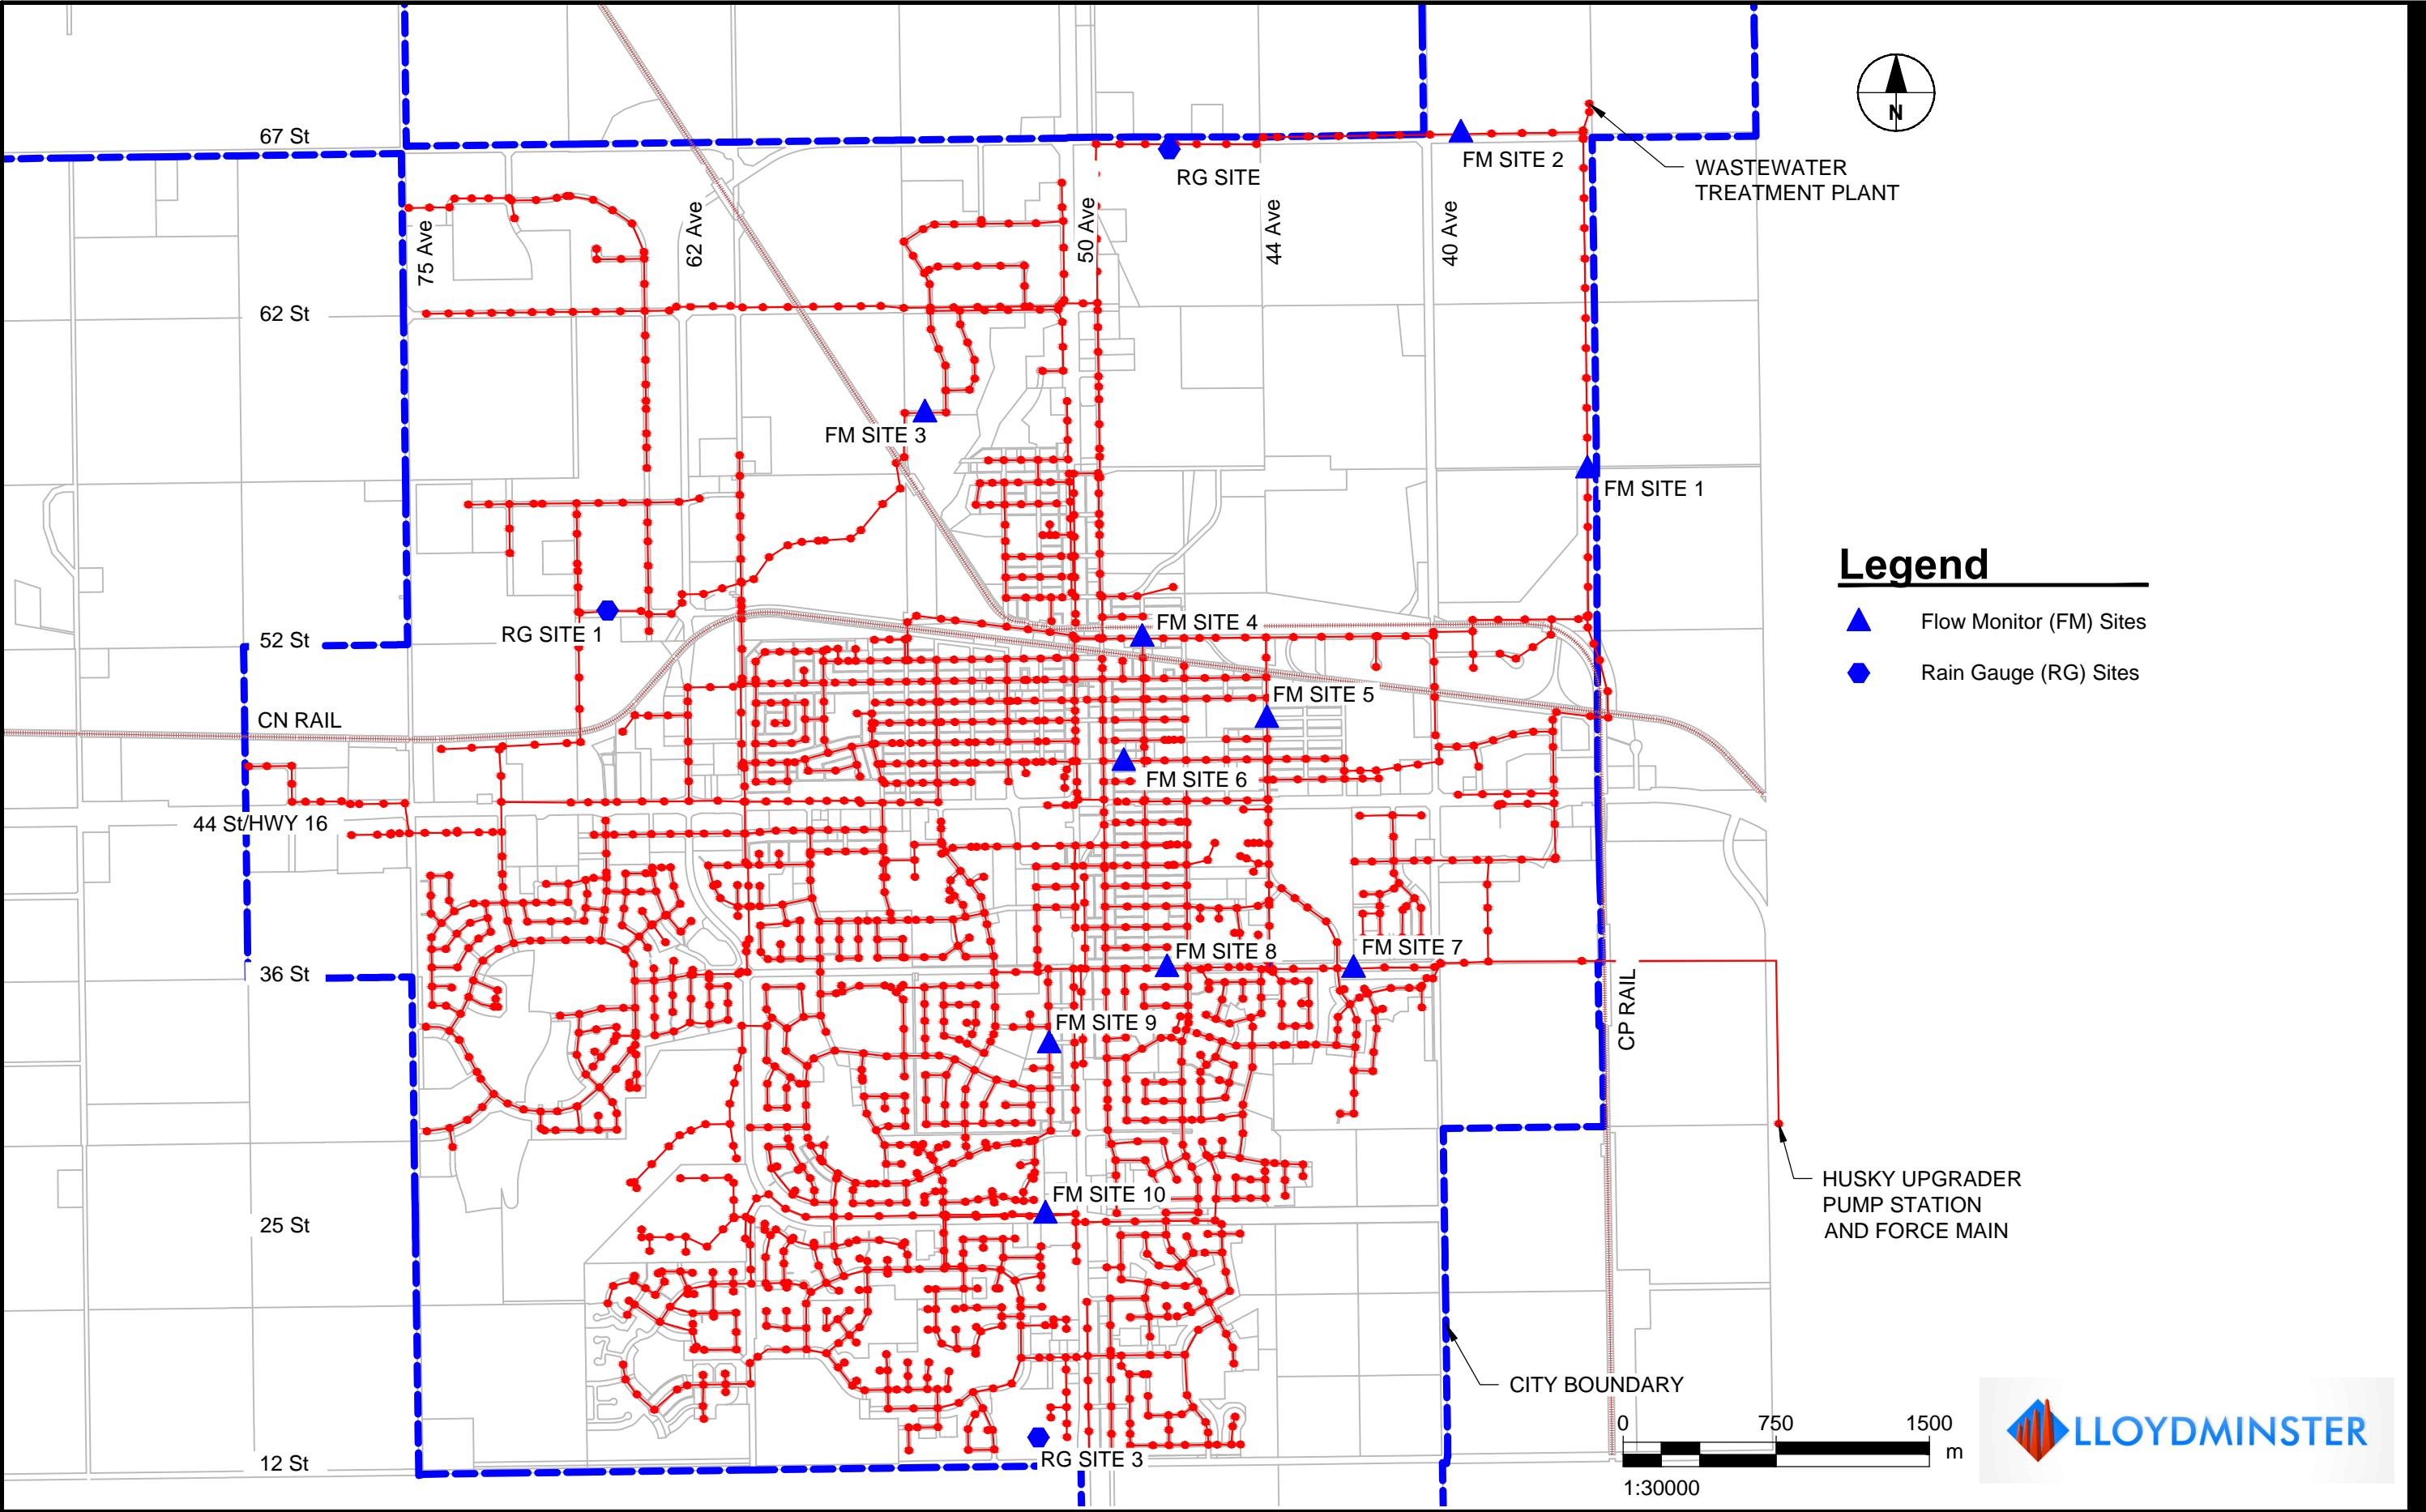 67 St
N
FM SITE 2
WASTEWATER
TREATMENT PLANT
RG SITE
75 Ave
62 Ave
50 Ave
44 Ave
40 Ave
62 St
FM SITE 3
FM SITE 1
Legend
Flow Monitor (FM) Sites
Rain Gauge (RG) Sites
RG SITE 1
FM SITE 4
52 St
FM SITE 5
CN RAIL
FM SITE 6
44 St/HWY 16
FM SITE 8
FM SITE 7
36 St
CP RAIL
FM SITE 9
HUSKY UPGRADER
PUMP STATION
AND FORCE MAIN
FM SITE 10
25 St
CITY BOUNDARY
0 750 1500
m
1:30000
LLOYDMINSTER
12 St
RG SITE 3